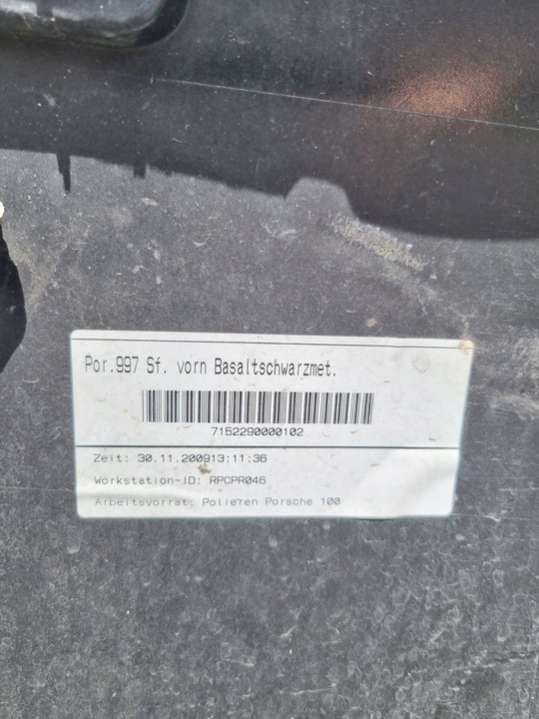 Por.997 Sf. vorn Basaltschwarzmet.
7152290000102
Zeit: 30.11.200913:11:36
Workstation-ID: RPCPR046
Arbeitsvorrat: Polieren Porsche 100